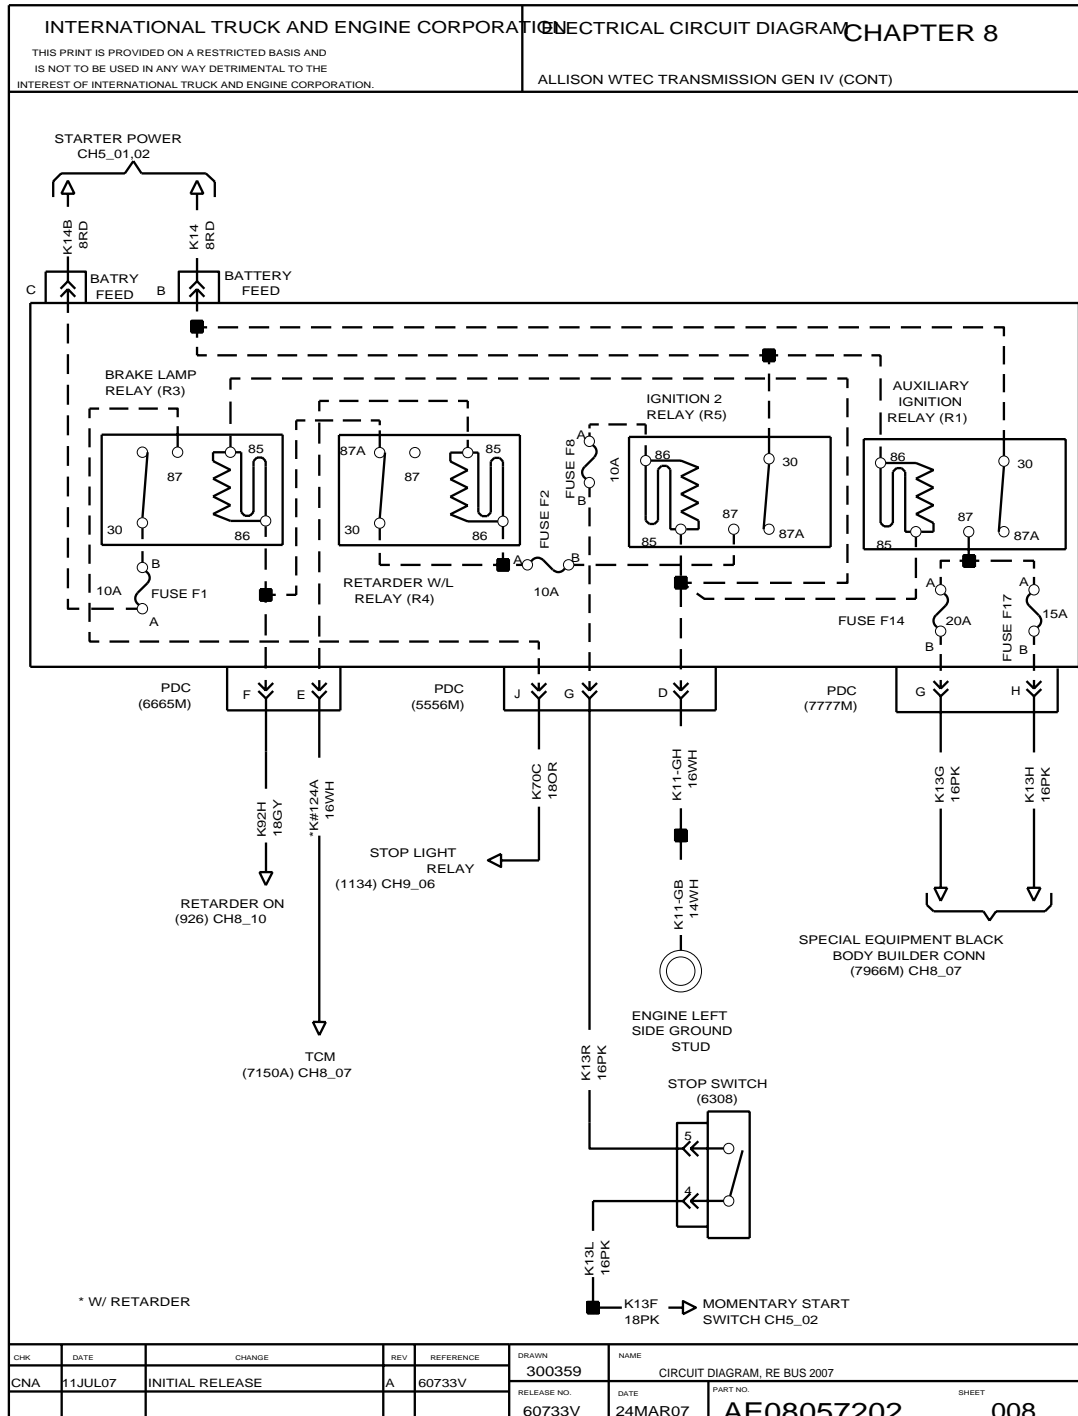 INTERNATIONAL TRUCK AND ENGINE CORPORATION
ELECTRICAL CIRCUIT DIAGRAM
CHAPTER 8
THIS PRINT IS PROVIDED ON A RESTRICTED BASIS AND
IS NOT TO BE USED IN ANY WAY DETRIMENTAL TO THE
INTEREST OF INTERNATIONAL TRUCK AND ENGINE CORPORATION.
ALLISON WTEC TRANSMISSION GEN IV (CONT)
STARTER POWER
CH5_01,02
K14B
8RD
K14
8RD
C
BATRY
FEED
B
BATTERY
FEED
BRAKE LAMP
RELAY (R3)
87
85
30
86
B
10A
FUSE F1
A
87A
87
85
30
86
RETARDER W/L
RELAY (R4)
A
FUSE F2
B
10A
A
FUSE F8
10A
B
IGNITION 2
RELAY (R5)
86
30
87
85
87A
AUXILIARY
IGNITION
RELAY (R1)
86
30
87
85
87A
A
FUSE F14
20A
B
A
FUSE F17
15A
B
PDC
(6665M)
F
E
PDC
(5556M)
J
G
D
PDC
(7777M)
G
H
K92H
18GY
*K#124A
16WH
K70C
18OR
K11-GH
16WH
K13G
16PK
K13H
16PK
STOP LIGHT
RELAY
(1134) CH9_06
RETARDER ON
(926) CH8_10
K11-GB
14WH
SPECIAL EQUIPMENT BLACK
BODY BUILDER CONN
(7966M) CH8_07
ENGINE LEFT
SIDE GROUND
STUD
TCM
(7150A) CH8_07
K13R
16PK
STOP SWITCH
(6308)
5
4
K13L
16PK
* W/ RETARDER
K13F
18PK
MOMENTARY START
SWITCH CH5_02
CHK DATE CHANGE REV REFERENCE
CNA 11JUL07 INITIAL RELEASE A 60733V
DRAWN
300359
NAME
CIRCUIT DIAGRAM, RE BUS 2007
RELEASE NO.
60733V
DATE
24MAR07
PART NO.
AE08057202
SHEET
008